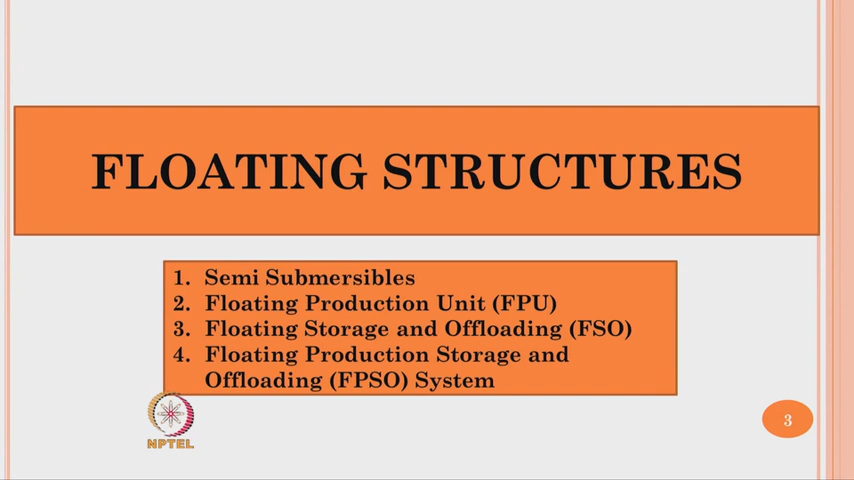 FLOATING STRUCTURES
1. Semi Submersibles
2. Floating Production Unit (FPU)
3. Floating Storage and Offloading (FSO)
4. Floating Production Storage and
Offloading (FPSO) System
NPTEL
3